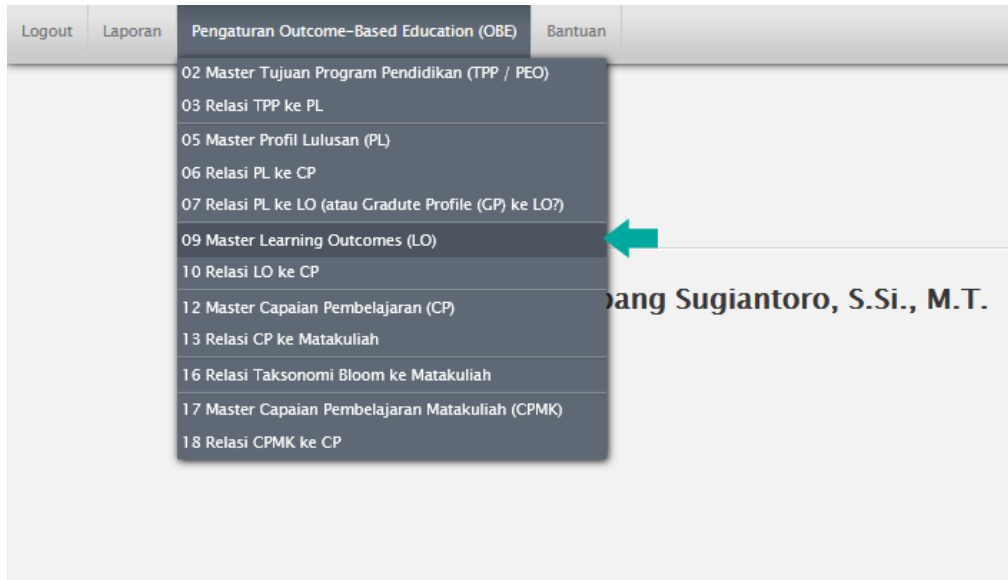 Logout Laporan Pengaturan Outcome-Based Education (OBE) Bantuan
02 Master Tujuan Program Pendidikan (TPP / PEO)
03 Relasi TPP ke PL
05 Master Profil Lulusan (PL)
06 Relasi PL ke CP
07 Relasi PL ke LO (atau Gradute Profile (GP) ke LO?)
09 Master Learning Outcomes (LO)
10 Relasi LO ke CP
12 Master Capaian Pembelajaran (CP)
Sugiantoro, S.Si., M.T.
13 Relasi CP ke Matakuliah
16 Relasi Taksonomi Bloom ke Matakuliah
17 Master Capaian Pembelajaran Matakuliah (CPMK)
18 Relasi CPMK ke CP